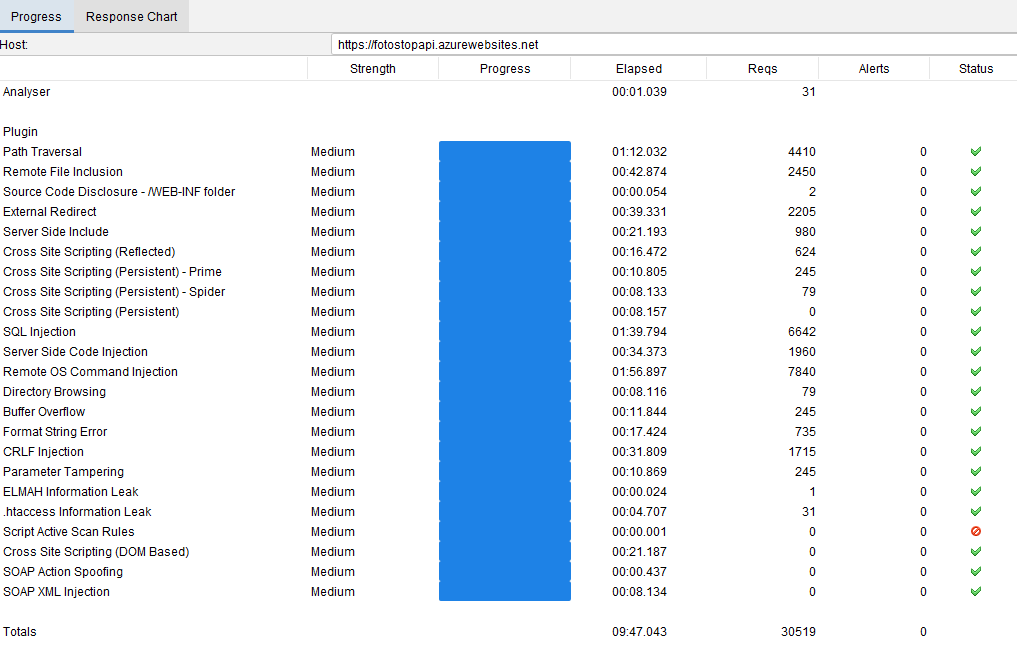 Progress Response Chart
Host: https://fotostopapi.azurewebsites.net
Strength Progress Elapsed Reqs Alerts Status
Analyser 00:01.039 31
Plugin
Path Traversal Medium 01:12.032 4410 0
Remote File Inclusion Medium 00:42.874 2450 0
Source Code Disclosure - /WEB-INF folder Medium 00:00.054 2 0
External Redirect Medium 00:39.331 2205 0
Server Side Include Medium 00:21.193 980 0
Cross Site Scripting (Reflected) Medium 00:16.472 624 0
Cross Site Scripting (Persistent) - Prime Medium 00:10.805 245 0
Cross Site Scripting (Persistent) - Spider Medium 00:08.133 79 0
Cross Site Scripting (Persistent) Medium 00:08.157 0 0
SQL Injection Medium 01:39.794 6642 0
Server Side Code Injection Medium 00:34.373 1960 0
Remote OS Command Injection Medium 01:56.897 7840 0
Directory Browsing Medium 00:08.116 79 0
Buffer Overflow Medium 00:11.844 245 0
Format String Error Medium 00:17.424 735 0
CRLF Injection Medium 00:31.809 1715 0
Parameter Tampering Medium 00:10.869 245 0
ELMAH Information Leak Medium 00:00.024 1 0
.htaccess Information Leak Medium 00:04.707 31 0
Script Active Scan Rules Medium 00:00.001 0 0
Cross Site Scripting (DOM Based) Medium 00:21.187 0 0
SOAP Action Spoofing Medium 00:00.437 0 0
SOAP XML Injection Medium 00:08.134 0 0
Totals 09:47.043 30519 0